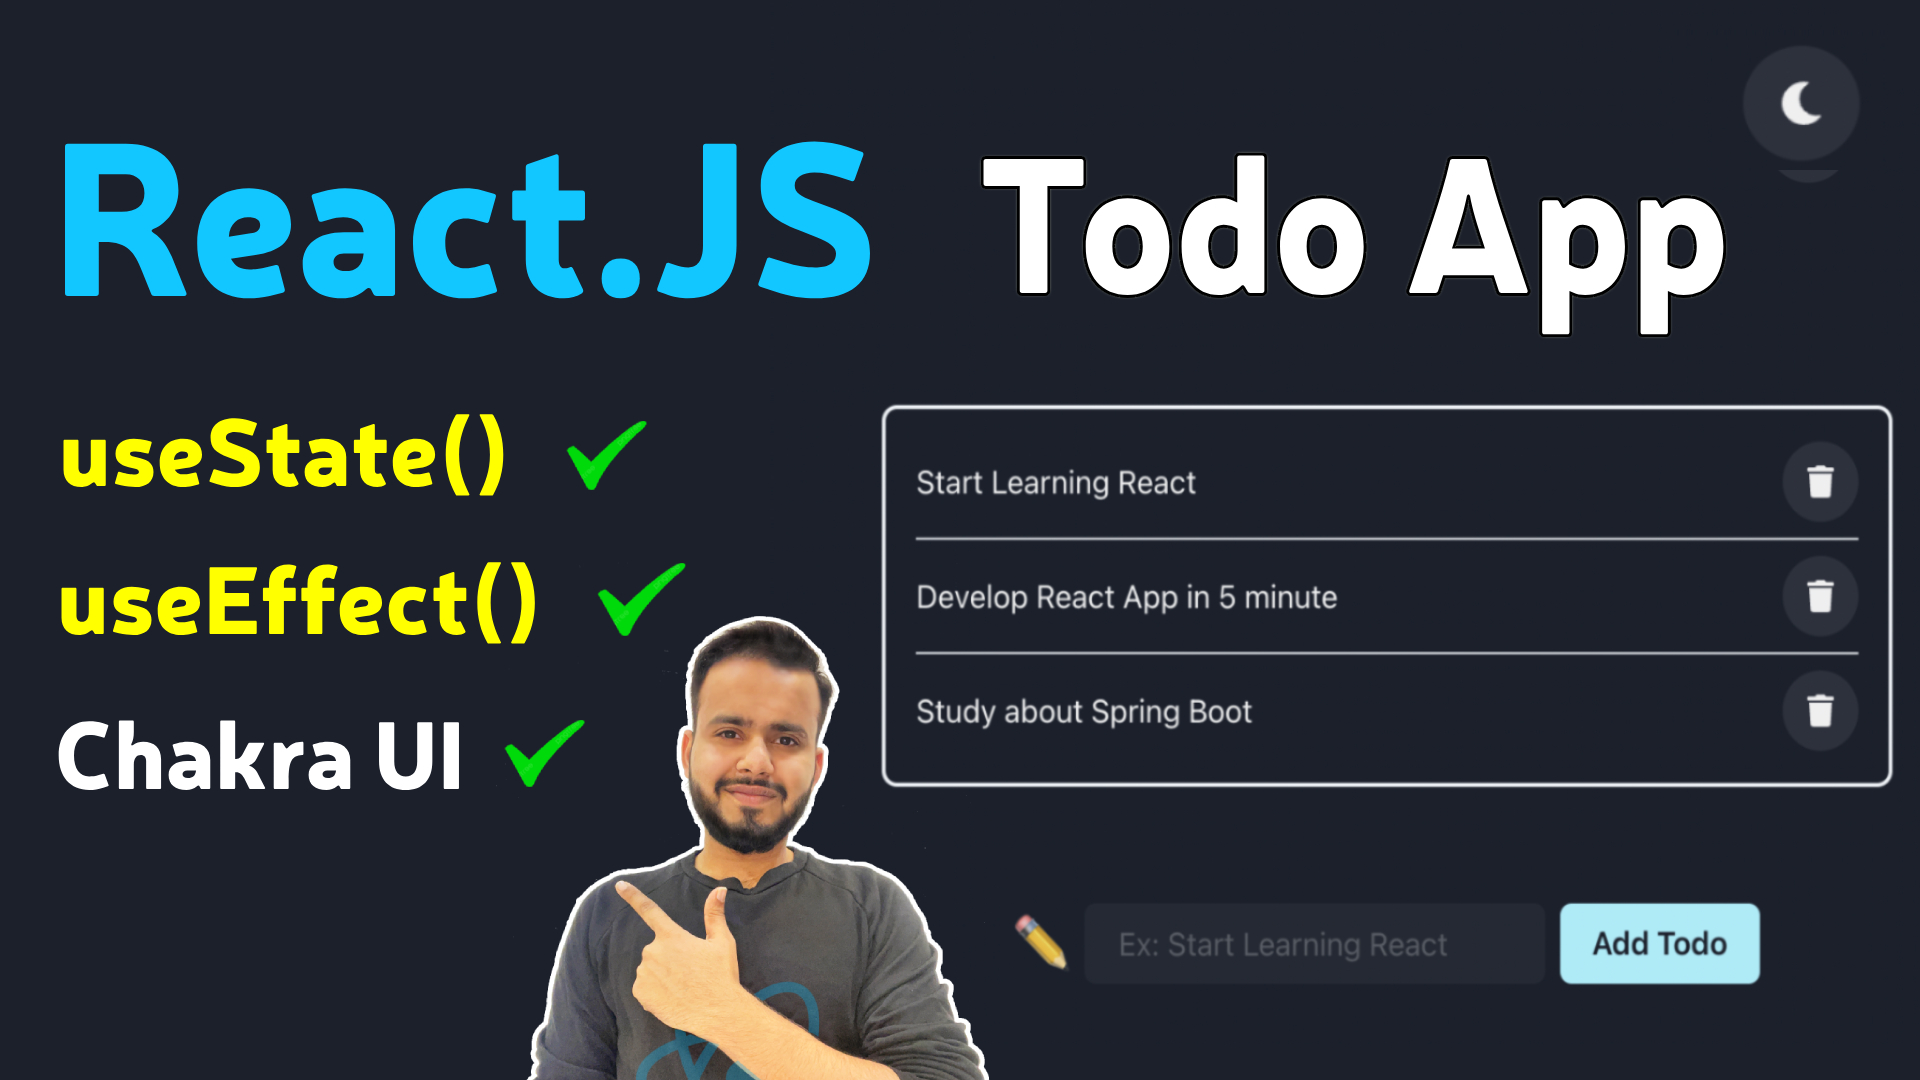 React.JS Todo App
useState()
useEffect()
Chakra UI
Start Learning React
Develop React App in 5 minute
Study about Spring Boot
Ex: Start Learning React
Add Todo